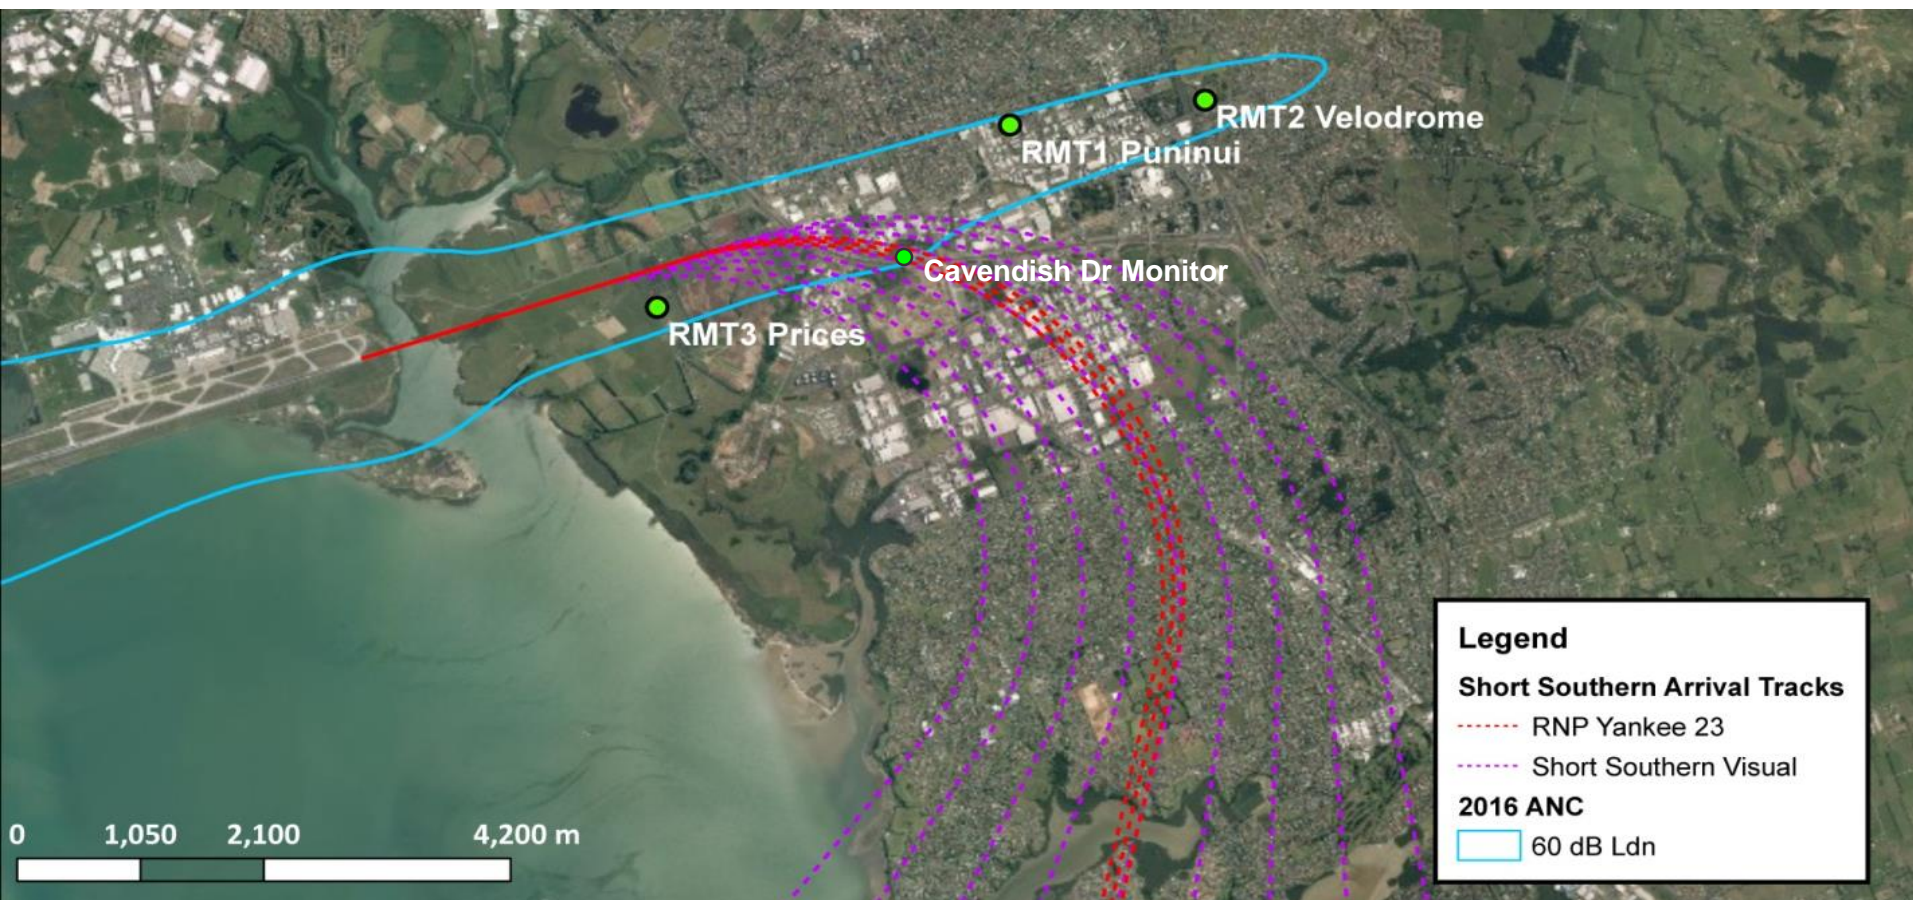 RMT2 Velodrome
RMT1 Puninui
Cavendish Dr Monitor
RMT3 Prices
Legend
Short Southern Arrival Tracks
RNP Yankee 23
Short Southern Visual
2016 ANC
60 dB Ldn
0 1,050 2,100 4,200 m